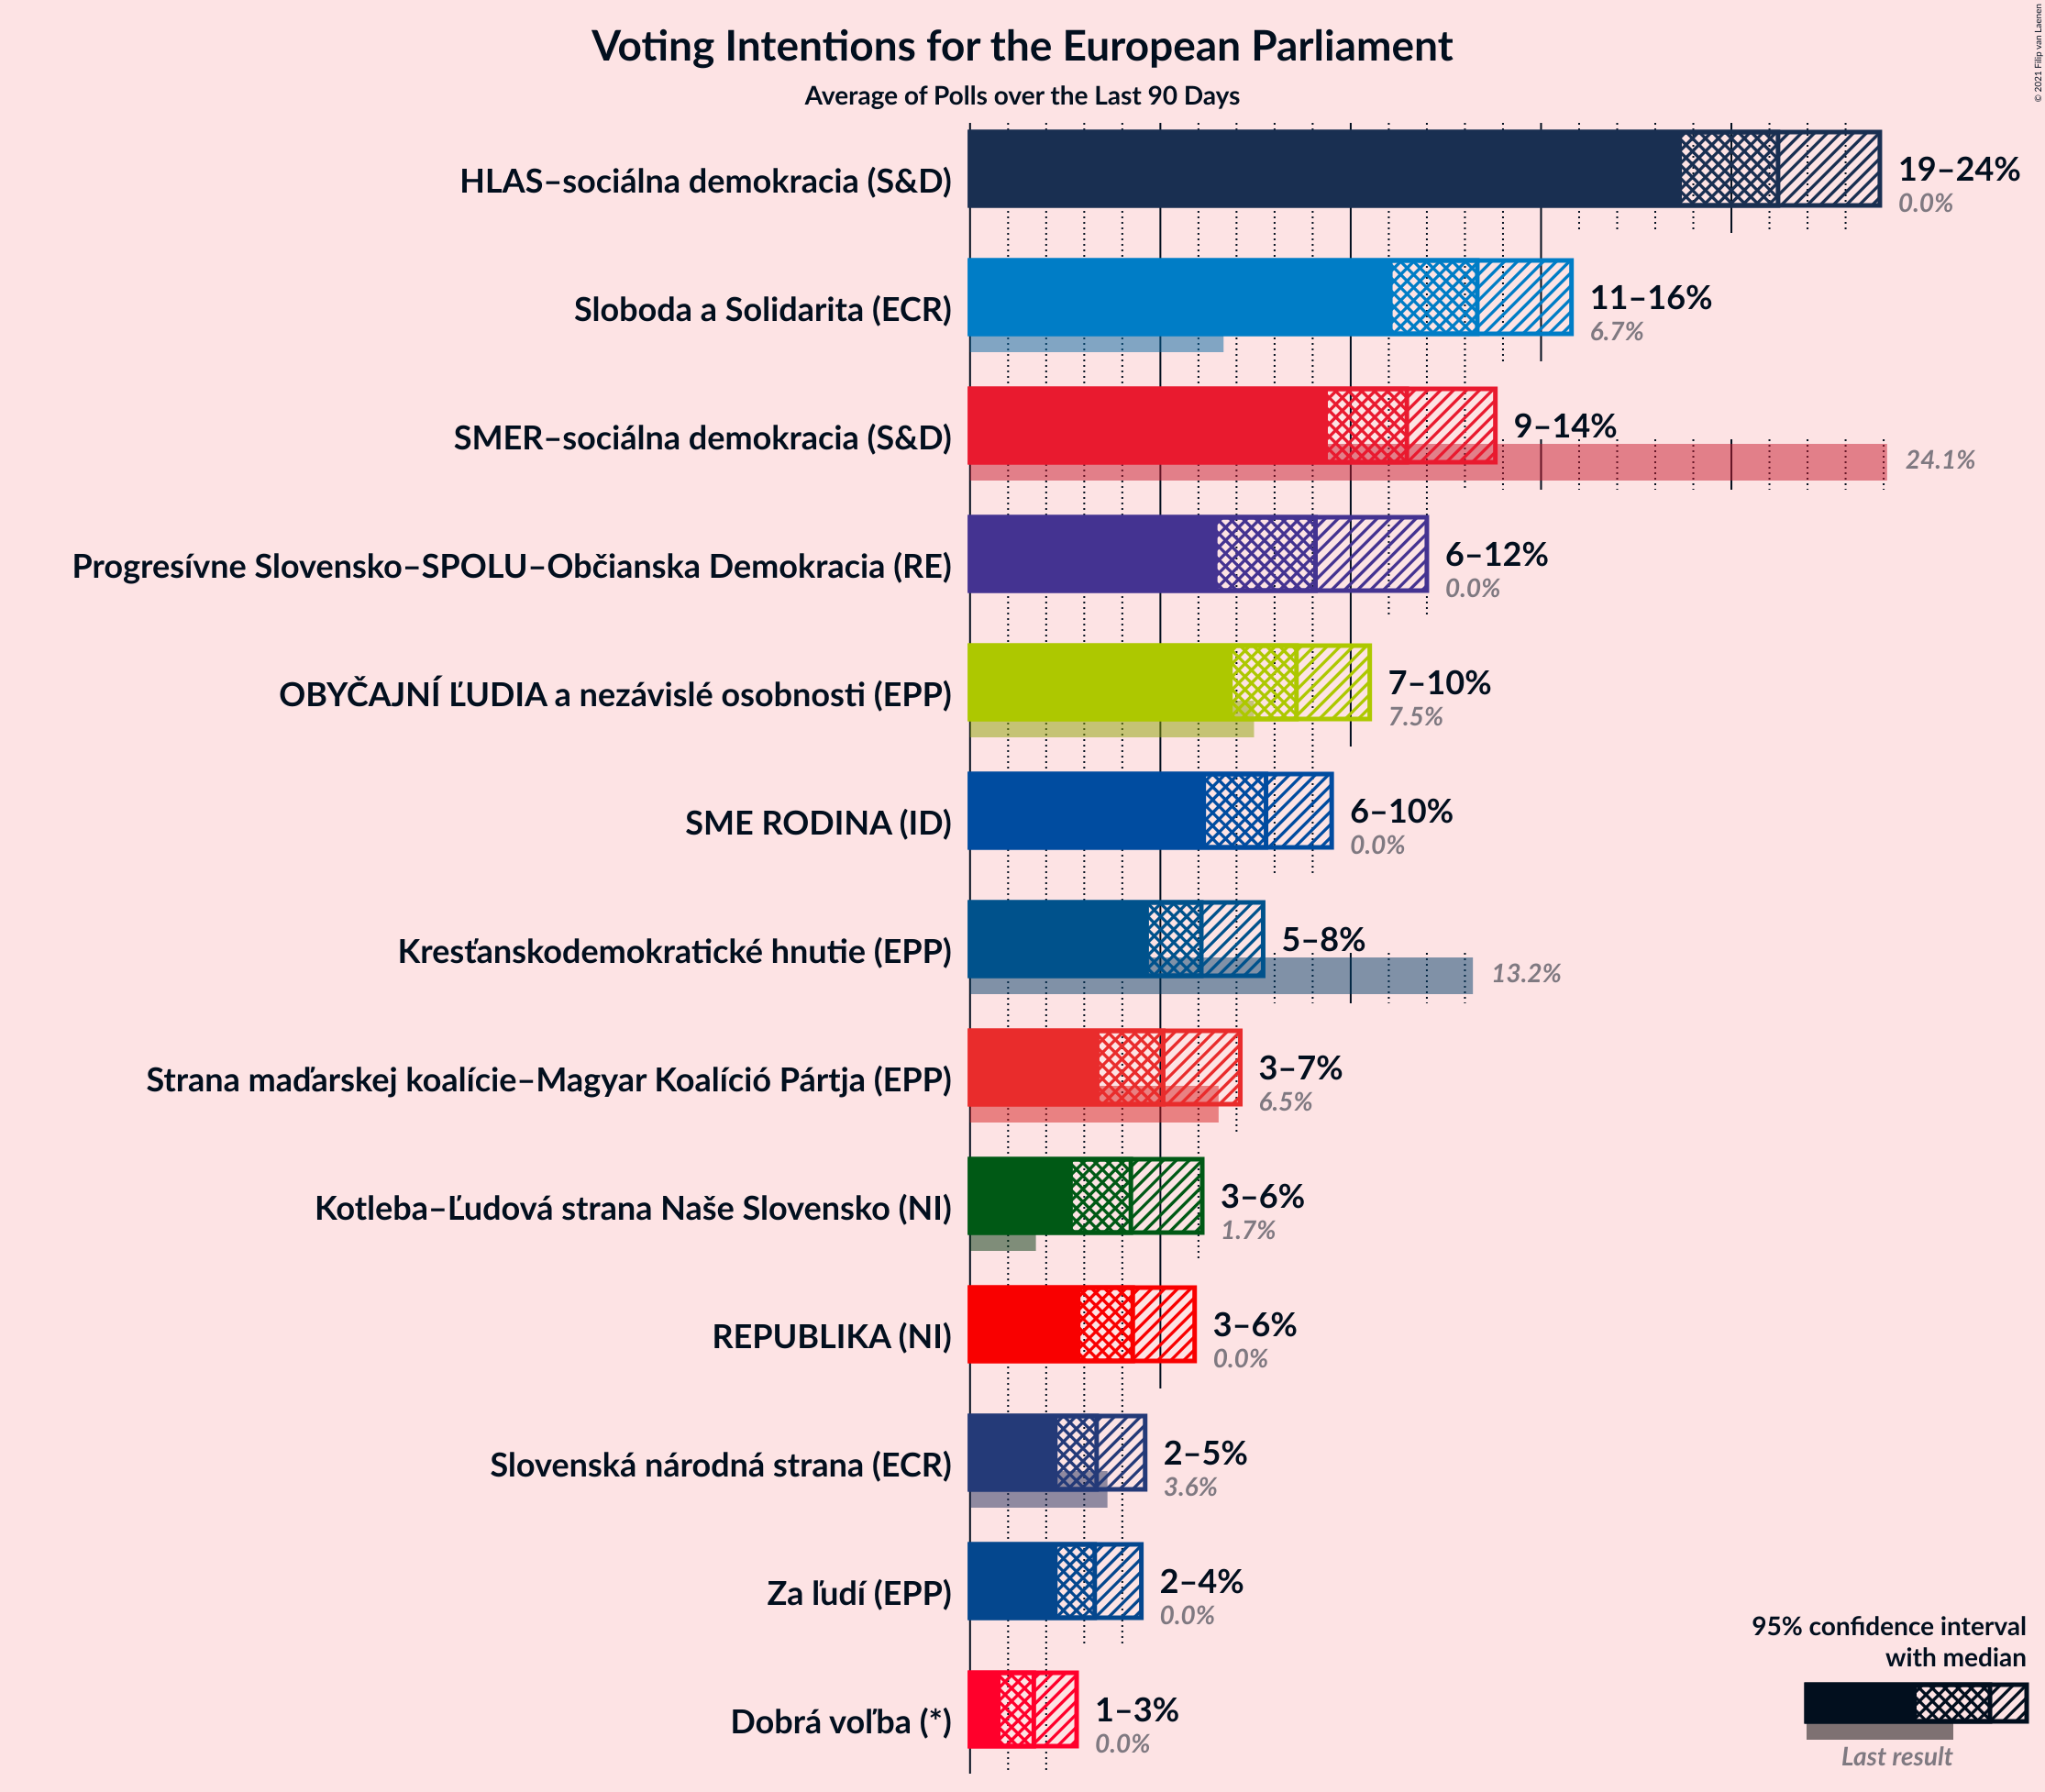 © 2021 Filip van Laenen
Voting Intentions for the European Parliament
Average of Polls over the Last 90 Days
HLAS–sociálna demokracia (S&D)
19–24%
0.0%
Sloboda a Solidarita (ECR)
11–16%
6.7%
SMER–sociálna demokracia (S&D)
9–14%
24.1%
Progresívne Slovensko–SPOLU–Občianska Demokracia (RE)
6–12%
0.0%
OBYČAJNÍ ĽUDIA a nezávislé osobnosti (EPP)
7–10%
7.5%
SME RODINA (ID)
6–10%
0.0%
Kresťanskodemokratické hnutie (EPP)
5–8%
13.2%
Strana maďarskej koalície–Magyar Koalíció Pártja (EPP)
3–7%
6.5%
Kotleba–Ľudová strana Naše Slovensko (NI)
3–6%
1.7%
REPUBLIKA (NI)
3–6%
0.0%
Slovenská národná strana (ECR)
2–5%
3.6%
Za ľudí (EPP)
2–4%
0.0%
Dobrá voľba (*)
1–3%
0.0%
95% confidence interval
with median
Last result